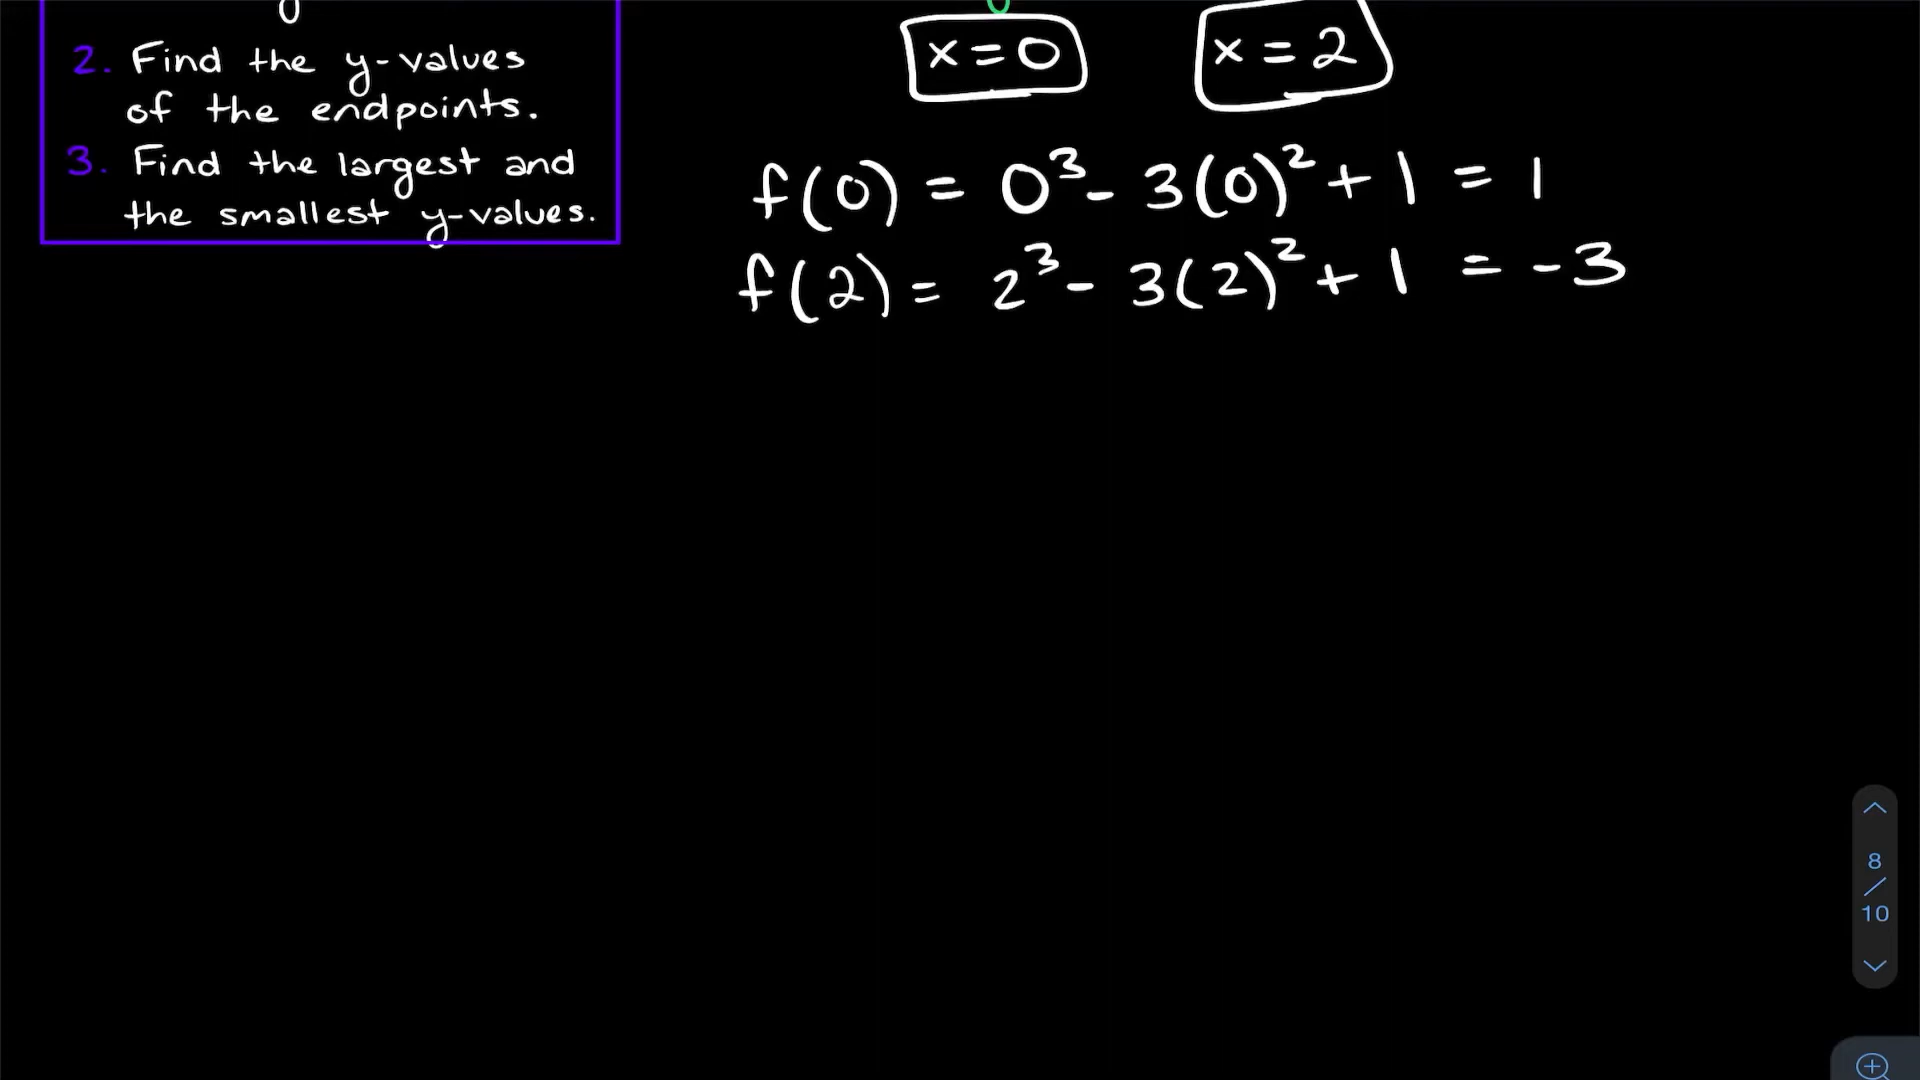 2. Find the y-values
of the endpoints.
3. Find the largest and
the smallest y-values.
x = 0
x = 2
f(0) = 0³ - 3(0)² + 1 = 1
f(2) = 2³ - 3(2)² + 1 = -3
8
/
10